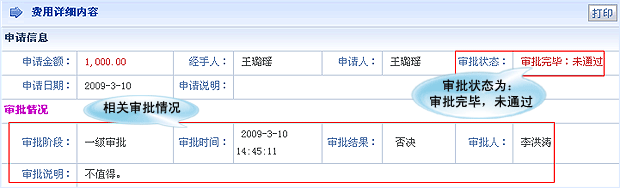 费用详细内容
打印
申请信息
申请金额： 1,000.00 经手人： 王璐瑶 申请人： 王璐瑶 审批状态： 审批完毕：未通过
申请日期： 2009-3-10 申请说明：
审批状态为：
审批完毕，未通过
审批情况
相关审批情况
审批阶段： 一级审批 审批时间： 2009-3-10
14:45:11 审批结果： 否决 审批人： 李洪涛
审批说明： 不值得。